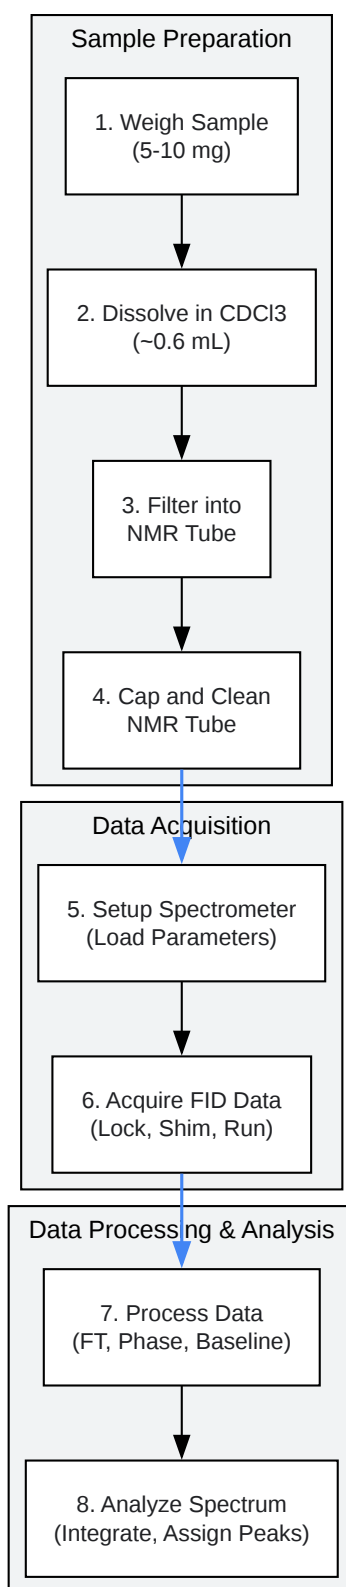 Sample Preparation
1. Weigh Sample
(5-10 mg)
2. Dissolve in CDCl3
(~0.6 mL)
3. Filter into
NMR Tube
4. Cap and Clean
NMR Tube
Data Acquisition
5. Setup Spectrometer
(Load Parameters)
6. Acquire FID Data
(Lock, Shim, Run)
Data Processing & Analysis
7. Process Data
(FT, Phase, Baseline)
8. Analyze Spectrum
(Integrate, Assign Peaks)